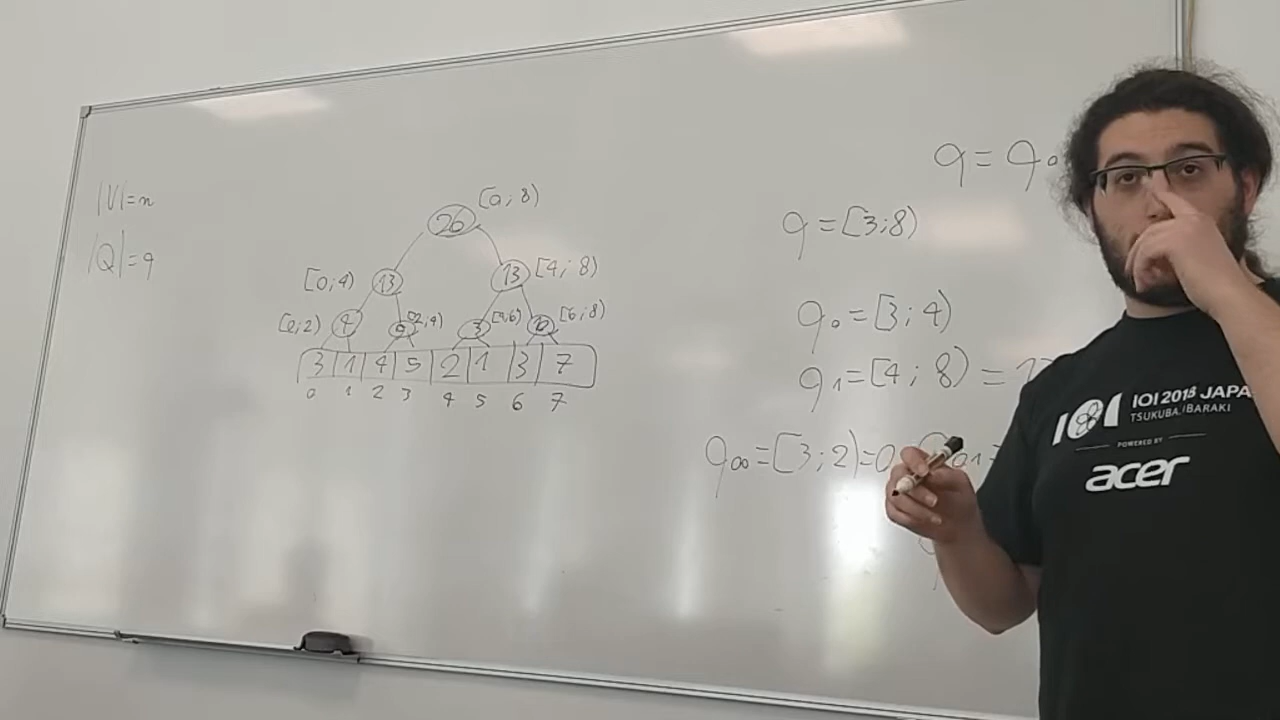 |V|=n
|Q|=q
[0;8)
26
[0;4)
13
13
[4;8)
[0;2)
4
9
[2;4)
3
[4;6)
10
[6;8)
3 1 4 5 2 1 3 7
0 1 2 3 4 5 6 7
q = q₀
q = [3;8)
q₀ = [3;4)
q₁ = [4;8) =
q₀₀ = [3;2) = 0
IOI 2018 JAPA
TSUKUBA, IBARAKI
POWERED BY
acer